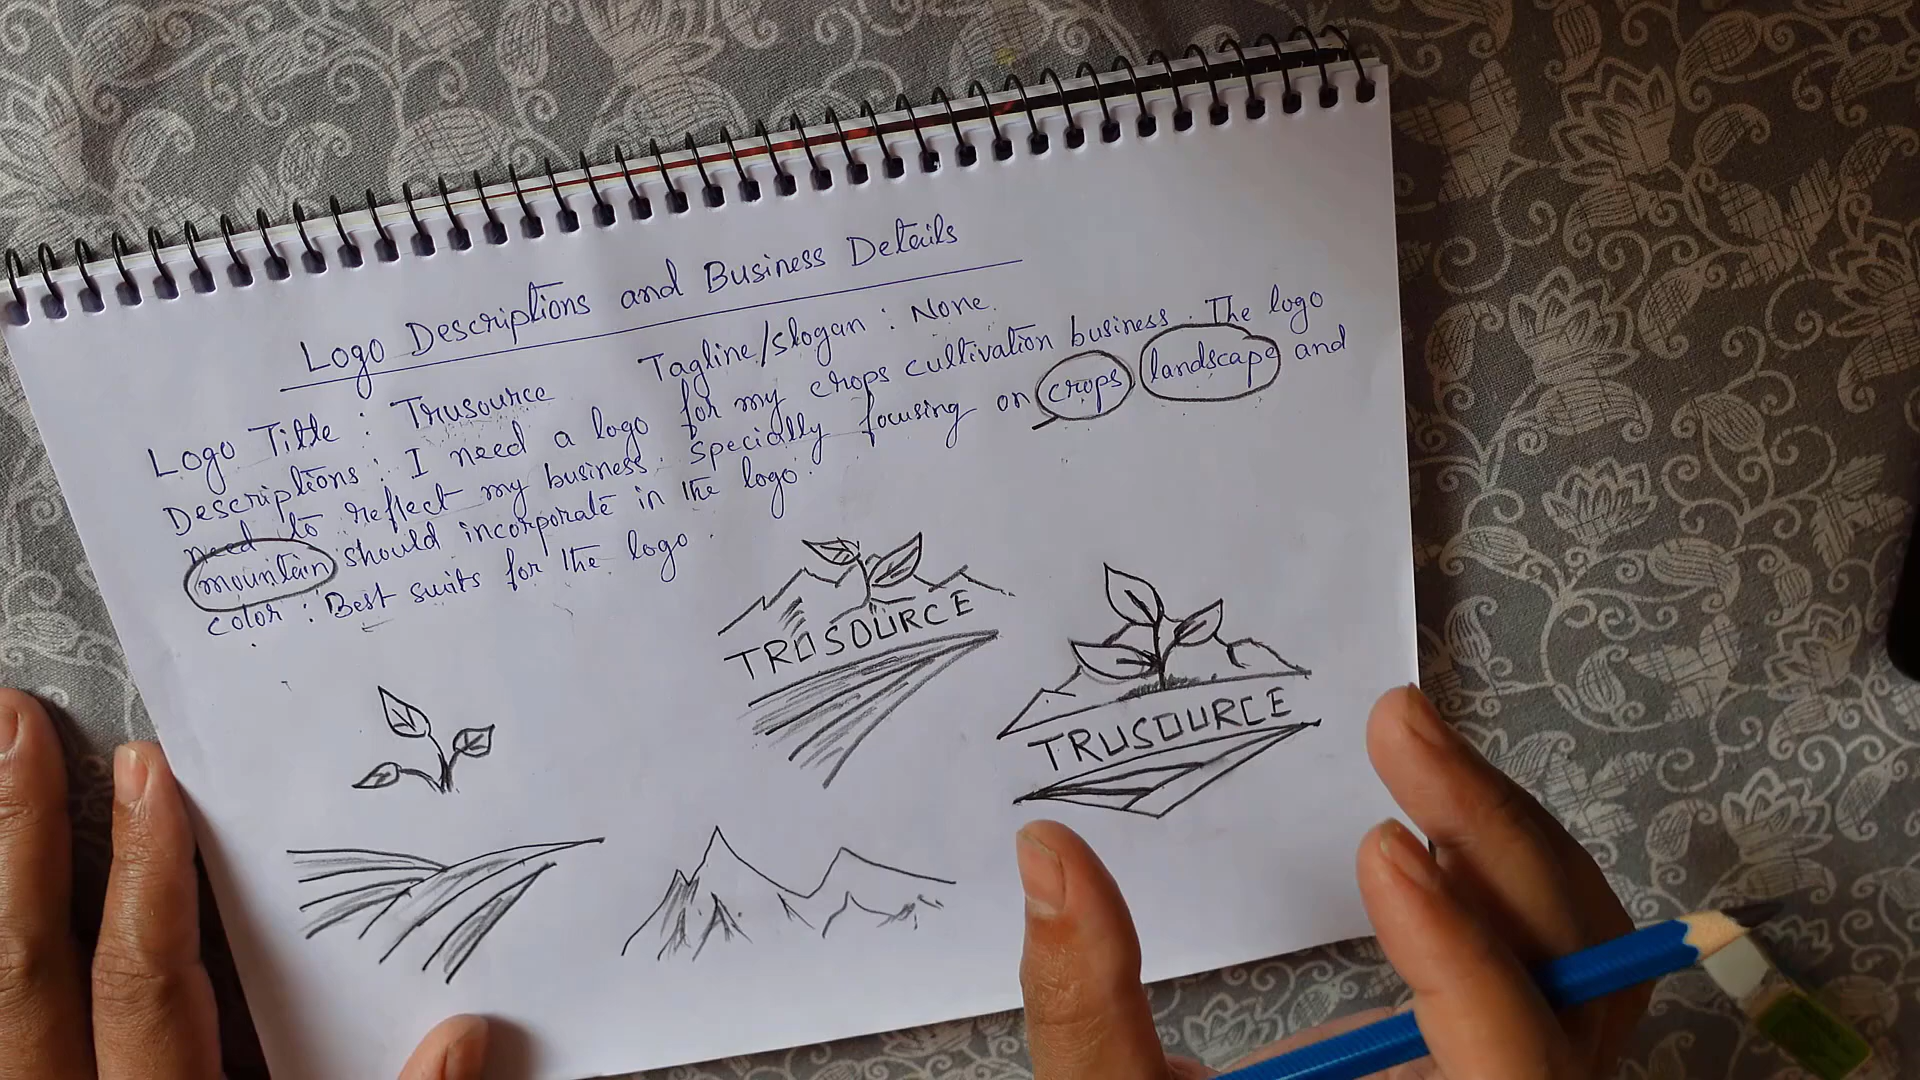 Logo Descriptions and Business Details
Logo Title : Trusource Tagline/slogan : None.
Descriptions : I need a logo for my crops cultivation business. The logo
need to reflect my business. specially focusing on crops landscape and
mountain should incorporate in the logo.
color : Best suits for the logo.
TRUSOURCE
TRUSOURCE